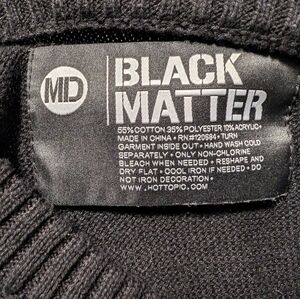 MD
BLACK
MATTER
55% COTTON 35% POLYESTER 10% ACRYLIC •
MADE IN CHINA • RN#120694 • TURN
GARMENT INSIDE OUT • HAND WASH COLD
SEPARATELY • ONLY NON-CHLORINE
BLEACH WHEN NEEDED • RESHAPE AND
DRY FLAT • COOL IRON IF NEEDED • DO
NOT IRON DECORATION •
WWW.HOTTOPIC.COM